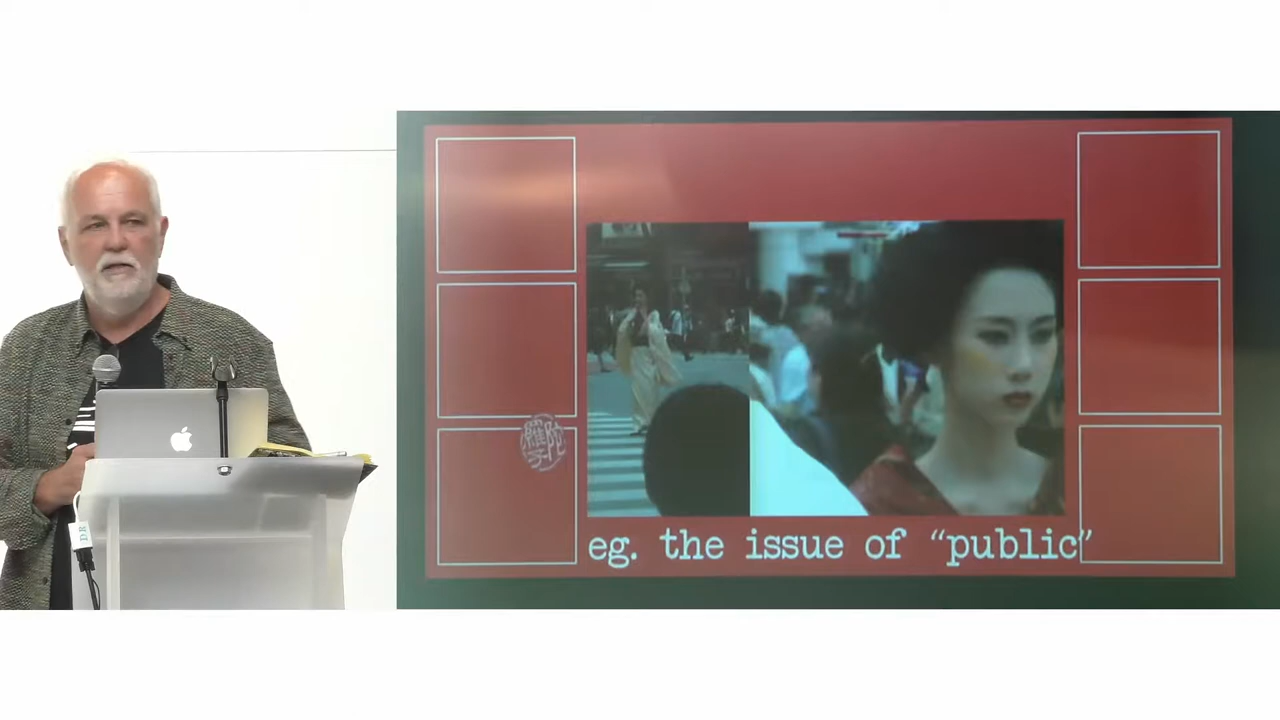 eg. the issue of “public”